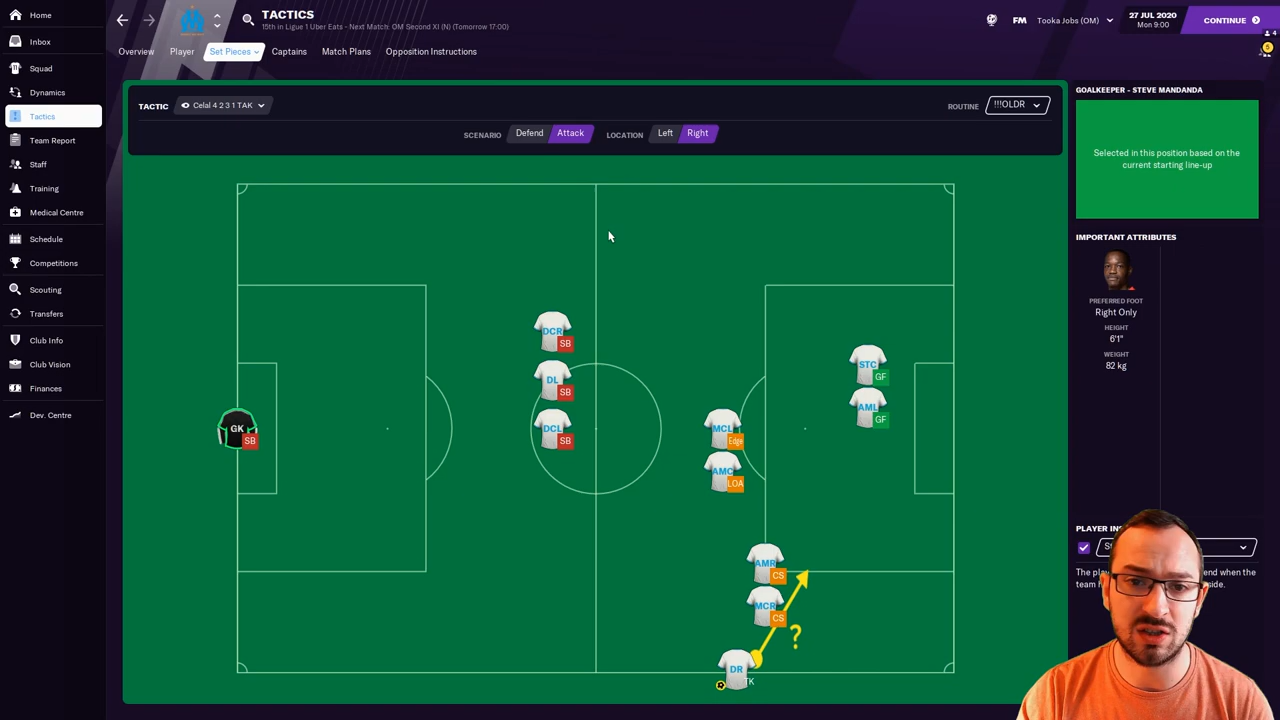 Home
Inbox
Squad
Dynamics
Tactics
Team Report
Staff
Training
Medical Centre
Schedule
Competitions
Scouting
Transfers
Club Info
Club Vision
Finances
Dev. Centre
TACTICS
15th in Ligue 1 Uber Eats - Next Match: OM Second XI (N) (Tomorrow 17:00)
FM
Tooka Jobs (OM)
27 JUL 2020
Mon 9:00
CONTINUE
4
5
Overview
Player
Set Pieces
Captains
Match Plans
Opposition Instructions
TACTIC
Celal 4 2 3 1 TAK
ROUTINE
!!!OLDR
SCENARIO
Defend
Attack
LOCATION
Left
Right
DCR
SB
STC
GF
DL
SB
AML
GF
GK
SB
DCL
SB
MCL
Edge
AMC
LOA
AMR
CS
MCR
CS
?
DR
TK
GOALKEEPER - STEVE MANDANDA
Selected in this position based on the
current starting line-up
IMPORTANT ATTRIBUTES
PREFERRED FOOT
Right Only
HEIGHT
6'1"
WEIGHT
82 kg